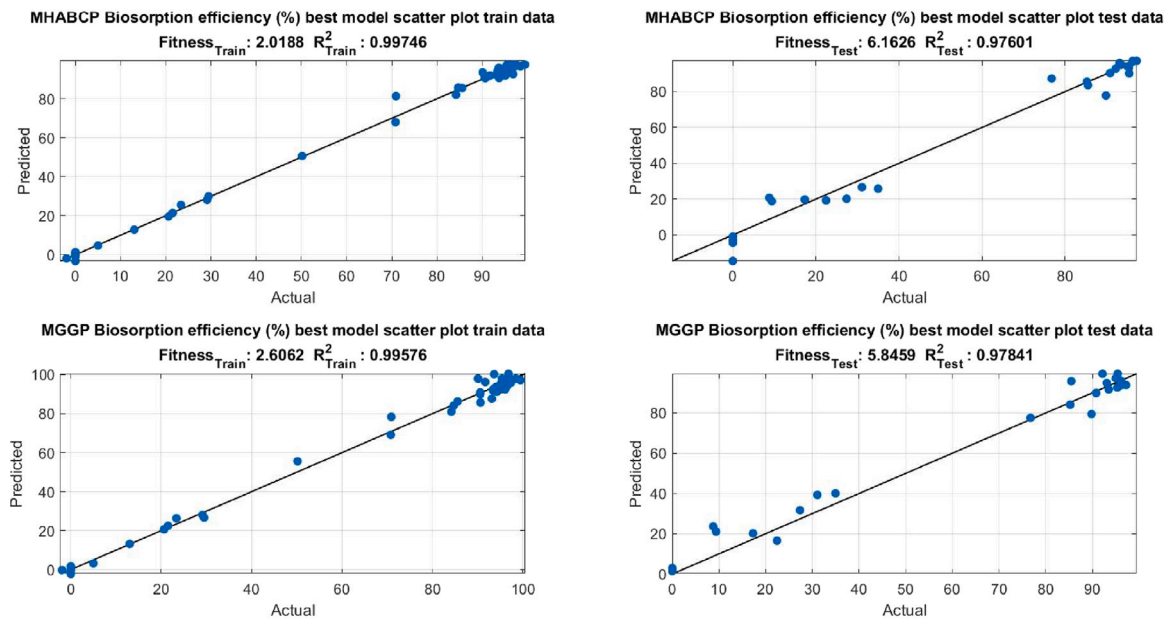 MHABCP Biosorption efficiency (%) best model scatter plot train data
Fitness_Train: 2.0188 R²_Train : 0.99746
80
60
40
20
0
Predicted
0 10 20 30 40 50 60 70 80 90
Actual
MHABCP Biosorption efficiency (%) best model scatter plot test data
Fitness_Test: 6.1626 R²_Test : 0.97601
80
60
40
20
0
Predicted
0 20 40 60 80
Actual
MGGP Biosorption efficiency (%) best model scatter plot train data
Fitness_Train: 2.6062 R²_Train : 0.99576
100
80
60
40
20
0
Predicted
0 20 40 60 80 100
Actual
MGGP Biosorption efficiency (%) best model scatter plot test data
Fitness_Test: 5.8459 R²_Test : 0.97841
80
60
40
20
0
Predicted
0 10 20 30 40 50 60 70 80 90
Actual